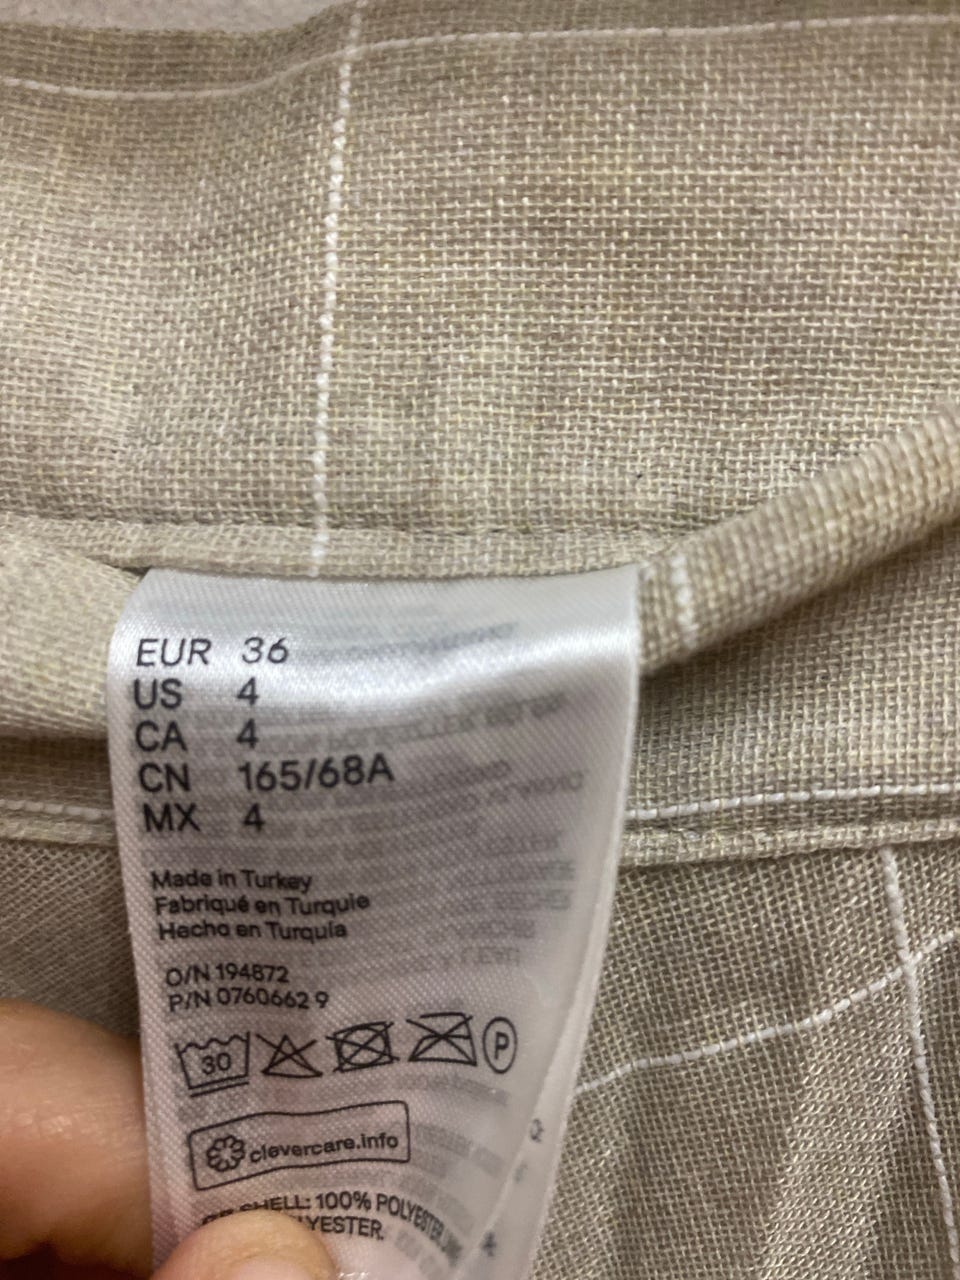 EUR 36
US 4
CA 4
CN 165/68A
MX 4
Made in Turkey
Fabriqué en Turquie
Hecho en Turquía
O/N 194872
P/N 0760662 9
30
P
clevercare.info
SHELL: 100% POLYESTER